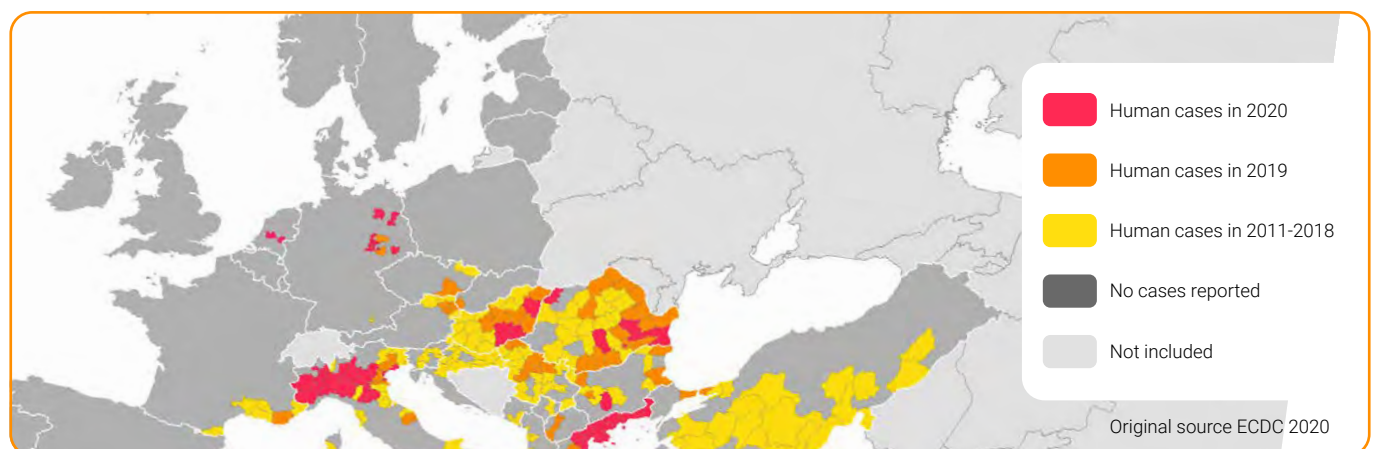 Human cases in 2020
Human cases in 2019
Human cases in 2011-2018
No cases reported
Not included
Original source ECDC 2020